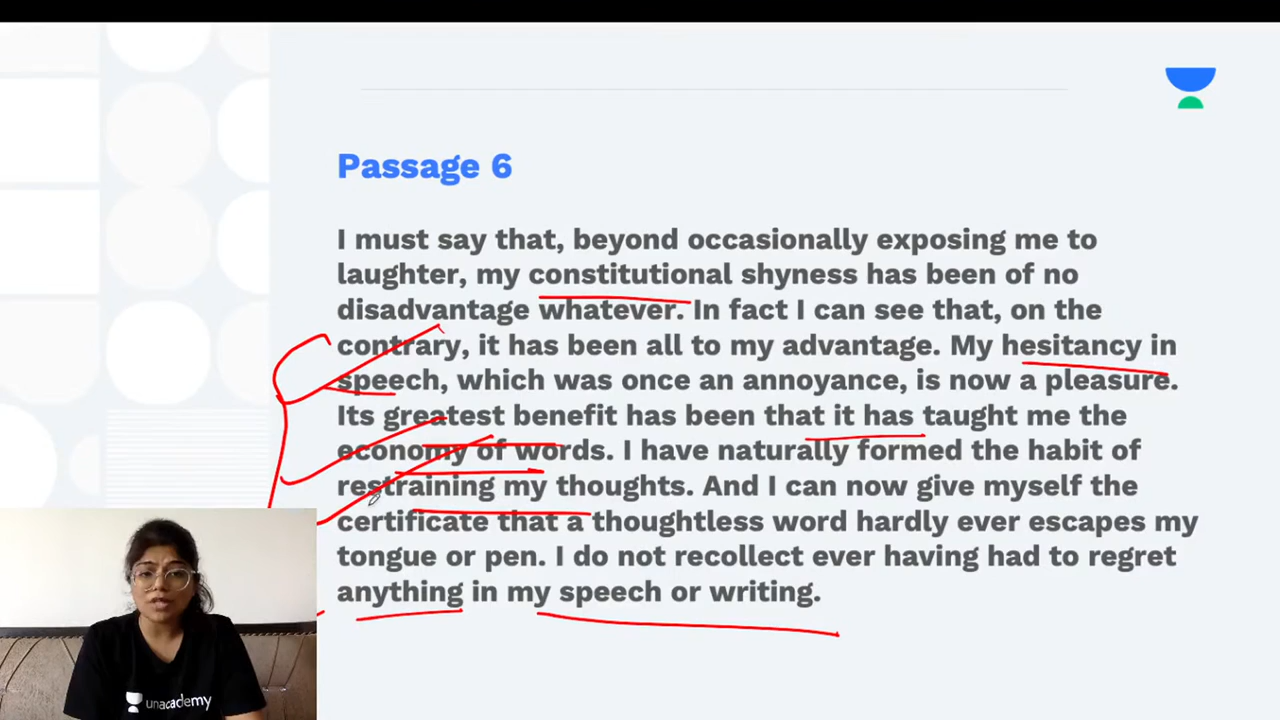 Passage 6
I must say that, beyond occasionally exposing me to
laughter, my constitutional shyness has been of no
disadvantage whatever. In fact I can see that, on the
contrary, it has been all to my advantage. My hesitancy in
speech, which was once an annoyance, is now a pleasure.
Its greatest benefit has been that it has taught me the
economy of words. I have naturally formed the habit of
restraining my thoughts. And I can now give myself the
certificate that a thoughtless word hardly ever escapes my
tongue or pen. I do not recollect ever having had to regret
anything in my speech or writing.
unacademy